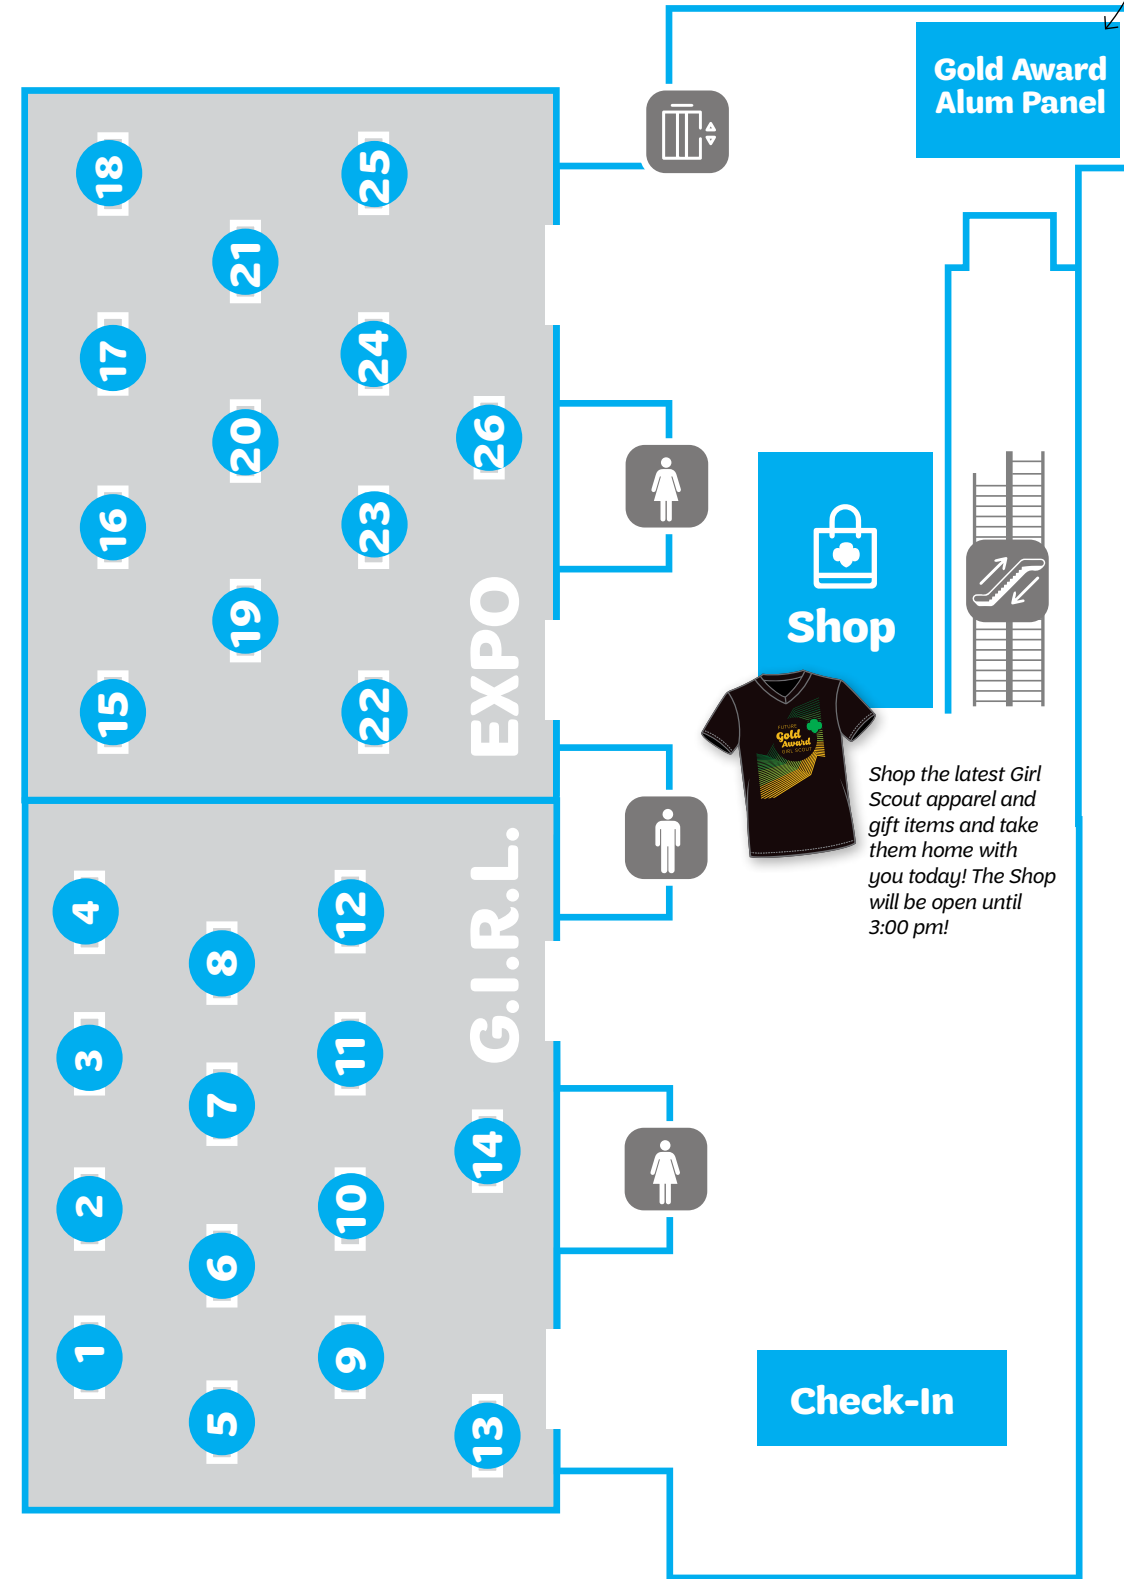 Gold Award
Alum Panel
18
25
21
17
24
20
26
16
23
19
15
22
G.I.R.L. EXPO
Shop
FUTURE
Gold
Award
GIRL SCOUT
Shop the latest Girl
Scout apparel and
gift items and take
them home with
you today! The Shop
will be open until
3:00 pm!
4
12
8
3
11
7
14
2
10
6
1
9
5
13
Check-In